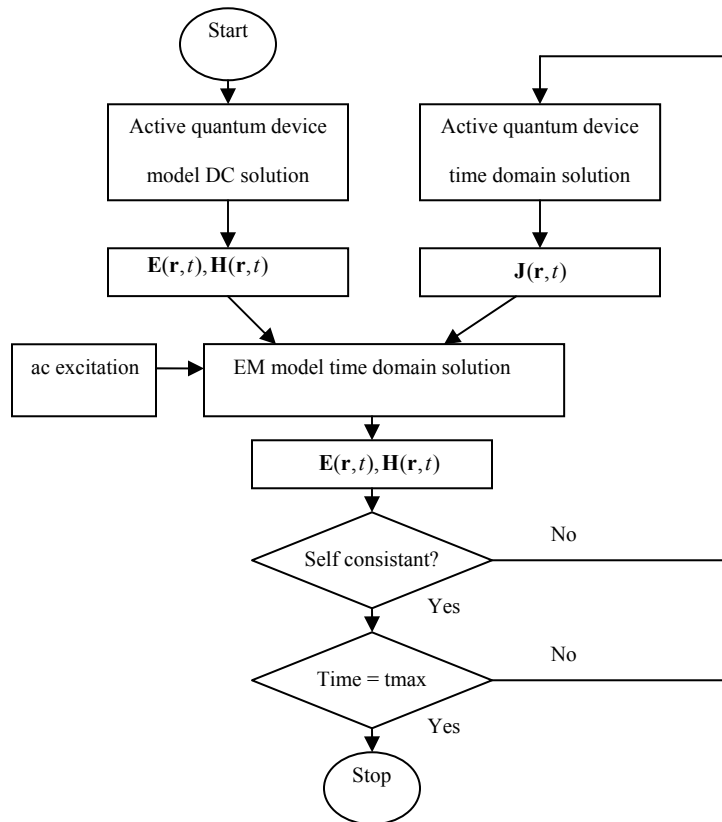 Start
Active quantum device
model DC solution
Active quantum device
time domain solution
E(r,t),H(r,t)
J(r,t)
ac excitation
EM model time domain solution
E(r,t),H(r,t)
Self consistant?
No
Yes
Time = tmax
No
Yes
Stop